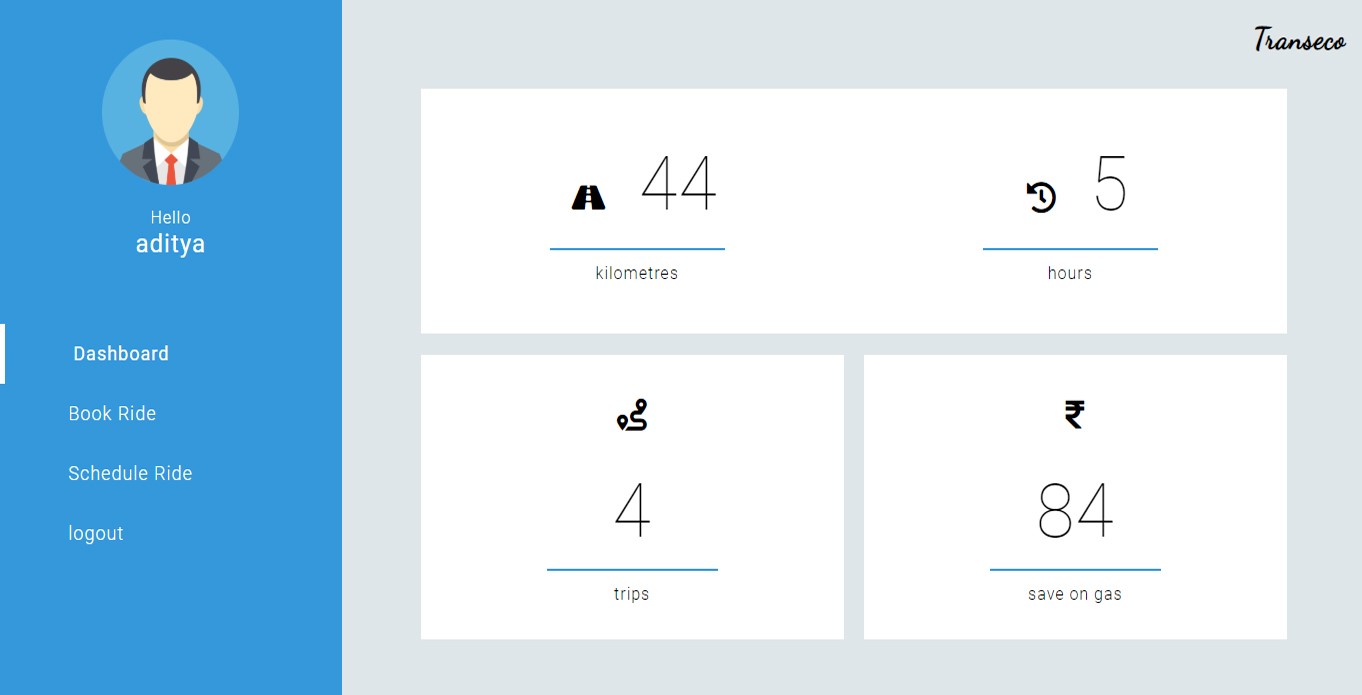 Transeco
Hello
aditya
Dashboard
Book Ride
Schedule Ride
logout
44
kilometres
5
hours
4
trips
₹
84
save on gas